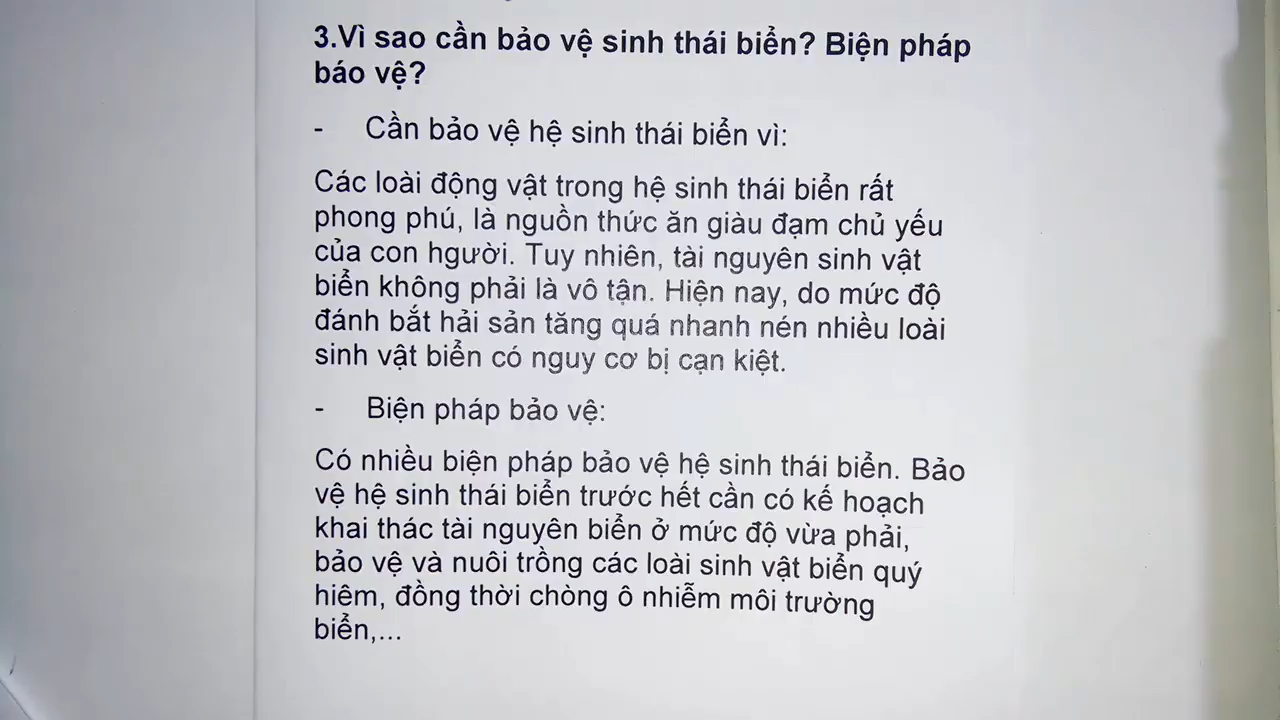 3.Vì sao cần bảo vệ sinh thái biển? Biện pháp
báo vệ?
- Cần bảo vệ hệ sinh thái biển vì:
Các loài động vật trong hệ sinh thái biển rất
phong phú, là nguồn thức ăn giàu đạm chủ yếu
của con hgười. Tuy nhiên, tài nguyên sinh vật
biển không phải là vô tận. Hiện nay, do mức độ
đánh bắt hải sản tăng quá nhanh nén nhiều loài
sinh vật biển có nguy cơ bị cạn kiệt.
- Biện pháp bảo vệ:
Có nhiều biện pháp bảo vệ hệ sinh thái biển. Bảo
vệ hệ sinh thái biển trước hết cần có kế hoạch
khai thác tài nguyên biển ở mức độ vừa phải,
bảo vệ và nuôi trồng các loài sinh vật biển quý
hiêm, đồng thời chòng ô nhiễm môi trường
biển,...